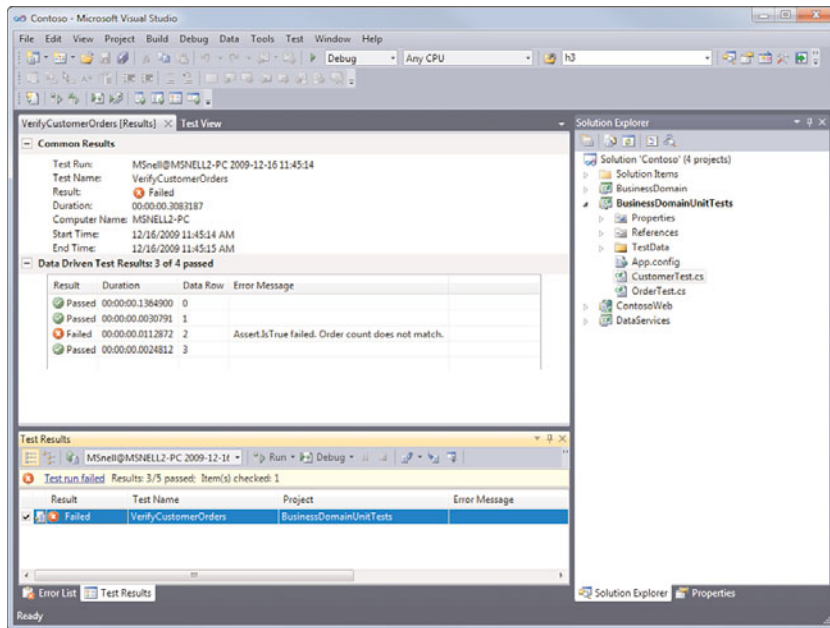 Contoso - Microsoft Visual Studio
File Edit View Project Build Debug Data Tools Test Window Help
Debug Any CPU h3
VerifyCustomerOrders [Results] Test View
Common Results
Test Run: MSnell@MSNELL2-PC 2009-12-16 11:45:14
Test Name: VerifyCustomerOrders
Result: Failed
Duration: 00:00:00.3083187
Computer Name: MSNELL2-PC
Start Time: 12/16/2009 11:45:14 AM
End Time: 12/16/2009 11:45:15 AM
Data Driven Test Results: 3 of 4 passed
Result Duration Data Row Error Message
Passed 00:00:00.1364900 0
Passed 00:00:00.0030791 1
Failed 00:00:00.0112872 2 Assert.IsTrue failed. Order count does not match.
Passed 00:00:00.0024812 3
Solution Explorer
Solution 'Contoso' (4 projects)
Solution Items
BusinessDomain
BusinessDomainUnitTests
Properties
References
TestData
App.config
CustomerTest.cs
OrderTest.cs
ContosoWeb
DataServices
Test Results
MSnell@MSNELL2-PC 2009-12-16 Run Debug
Test run failed Results: 3/5 passed; Item(s) checked: 1
Result Test Name Project Error Message
Failed VerifyCustomerOrders BusinessDomainUnitTests
Error List Test Results
Solution Explorer Properties
Ready